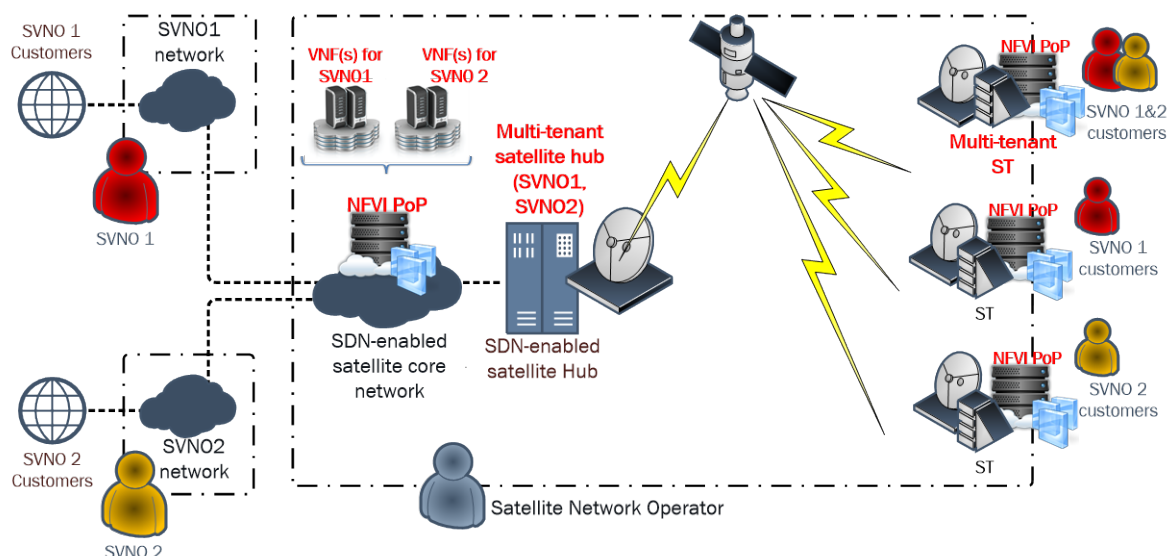 SVNO 1
Customers
SVNO1
network
SVNO 1
VNF(s) for
SVNO1
VNF(s) for
SVNO 2
Multi-tenant
satellite hub
(SVNO1,
SVNO2)
NFVI PoP
SDN-enabled
satellite core
network
SDN-enabled
satellite Hub
NFVI PoP
Multi-tenant
ST
SVNO 1&2
customers
NFVI PoP
ST
SVNO 1
customers
NFVI PoP
ST
SVNO 2
customers
SVNO 2
Customers
SVNO2
network
SVNO 2
Satellite Network Operator